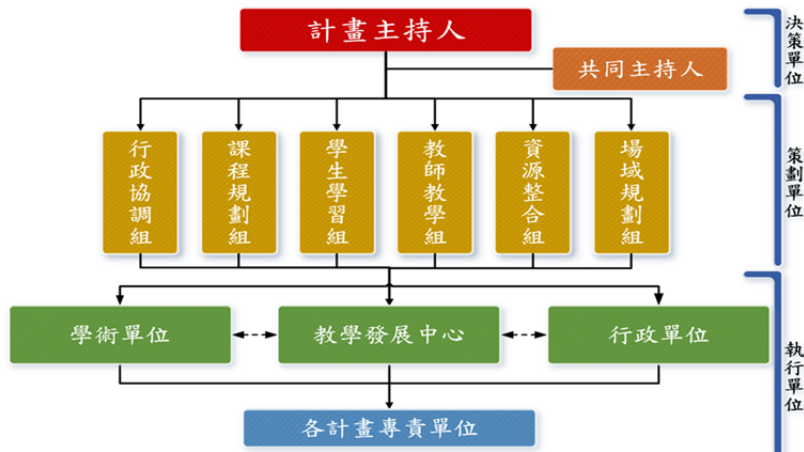 計畫主持人
共同主持人
決策單位
行政協調組
課程規劃組
學生學習組
教師教學組
資源整合組
場域規劃組
策劃單位
學術單位
教學發展中心
行政單位
執行單位
各計畫專責單位